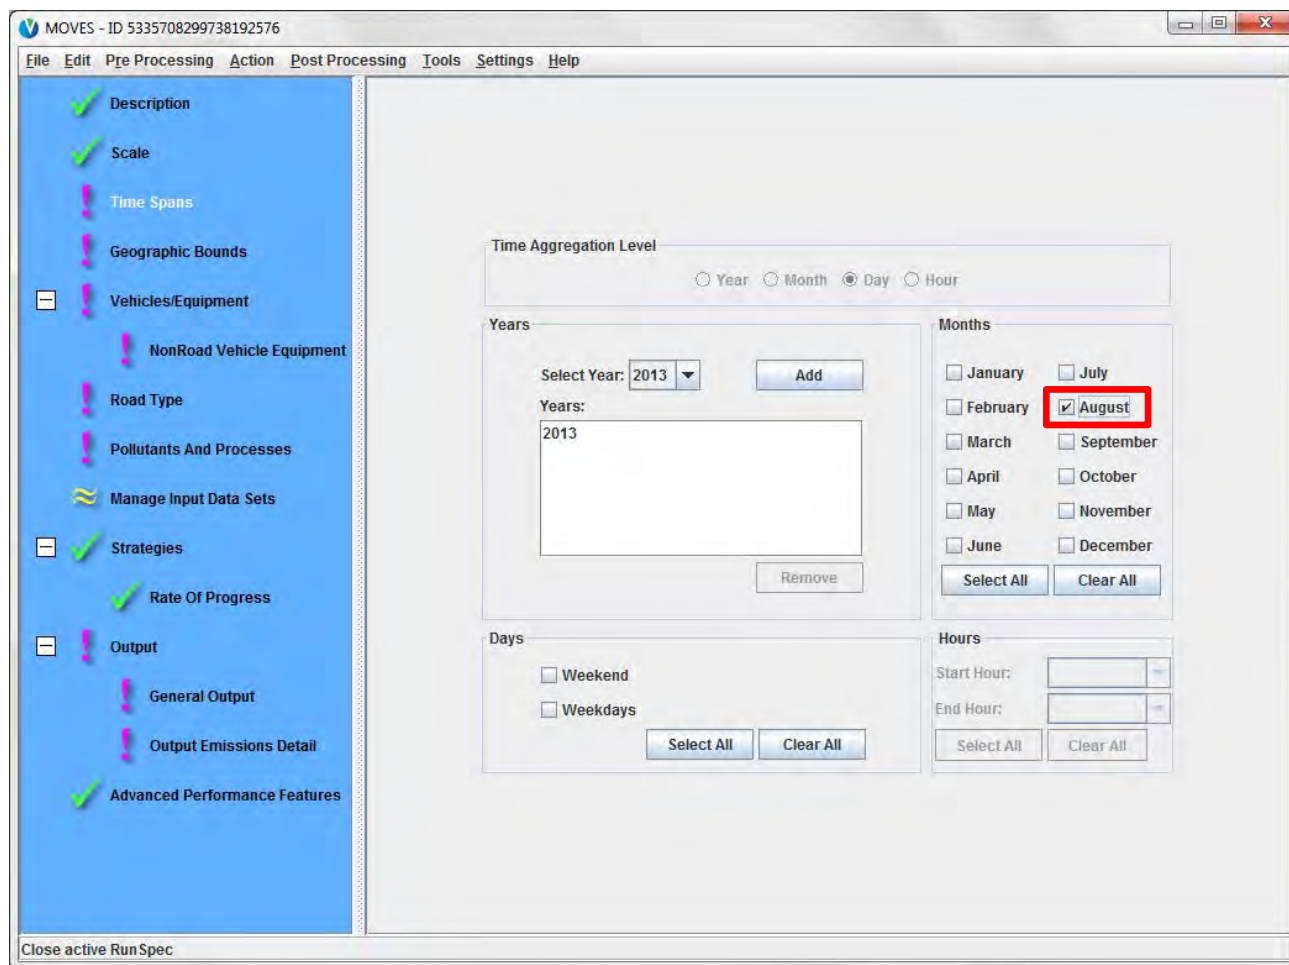 MOVES - ID 5335708299738192576
File Edit Pre Processing Action Post Processing Tools Settings Help
Description
Scale
Time Spans
Geographic Bounds
Vehicles/Equipment
NonRoad Vehicle Equipment
Road Type
Pollutants And Processes
Manage Input Data Sets
Strategies
Rate Of Progress
Output
General Output
Output Emissions Detail
Advanced Performance Features
Time Aggregation Level
Year Month Day Hour
Years
Select Year: 2013 Add
Years:
2013
Remove
Months
January July
February August
March September
April October
May November
June December
Select All Clear All
Days
Weekend
Weekdays
Select All Clear All
Hours
Start Hour:
End Hour:
Select All Clear All
Close active RunSpec